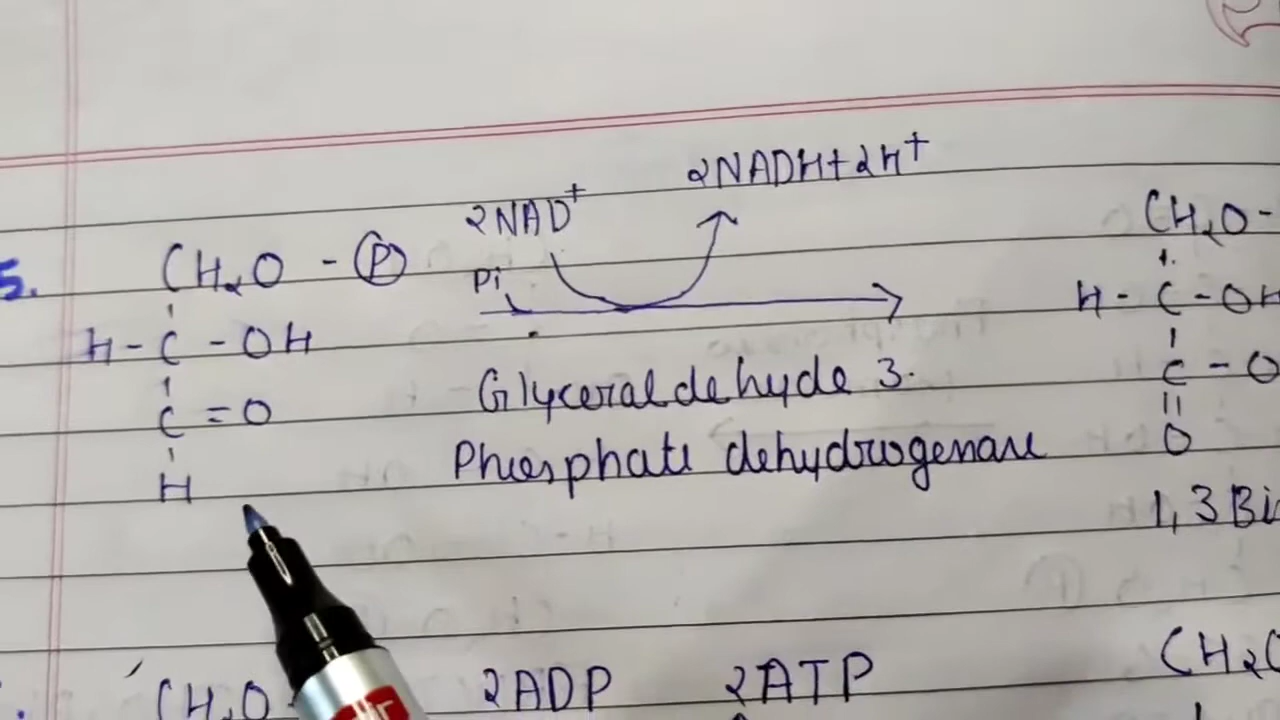 2NADH+2H+
2NAD+
CH2O-
5.
CH2O - P
Pi
H - C - OH
H - C - OH
C = O
Glyceraldehyde 3.
C - O
H
Phosphate dehydrogenase
O
1,3 Bi
CH2O
2ADP
2ATP
CH2O